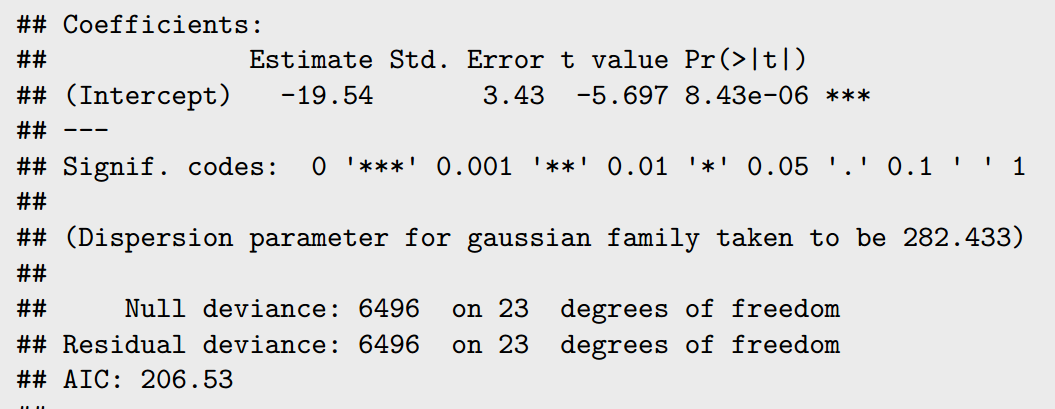 ## Coefficients:
##             Estimate Std. Error t value Pr(>|t|)
## (Intercept)   -19.54       3.43  -5.697 8.43e-06 ***
## ---
## Signif. codes:  0 '***' 0.001 '**' 0.01 '*' 0.05 '.' 0.1 ' ' 1
##
## (Dispersion parameter for gaussian family taken to be 282.433)
##
##     Null deviance: 6496  on 23  degrees of freedom
## Residual deviance: 6496  on 23  degrees of freedom
## AIC: 206.53
##